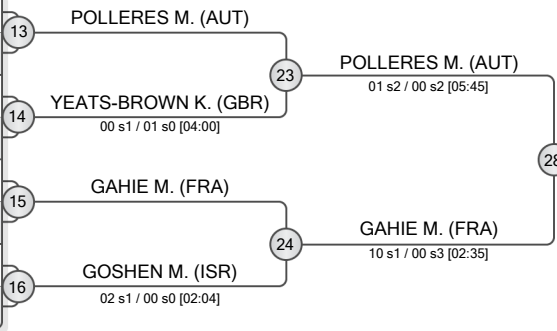 POLLERES M. (AUT)
13
23
POLLERES M. (AUT)
01 s2 / 00 s2 [05:45]
14
YEATS-BROWN K. (GBR)
00 s1 / 01 s0 [04:00]
28
15
GAHIE M. (FRA)
24
GAHIE M. (FRA)
10 s1 / 00 s3 [02:35]
16
GOSHEN M. (ISR)
02 s1 / 00 s0 [02:04]